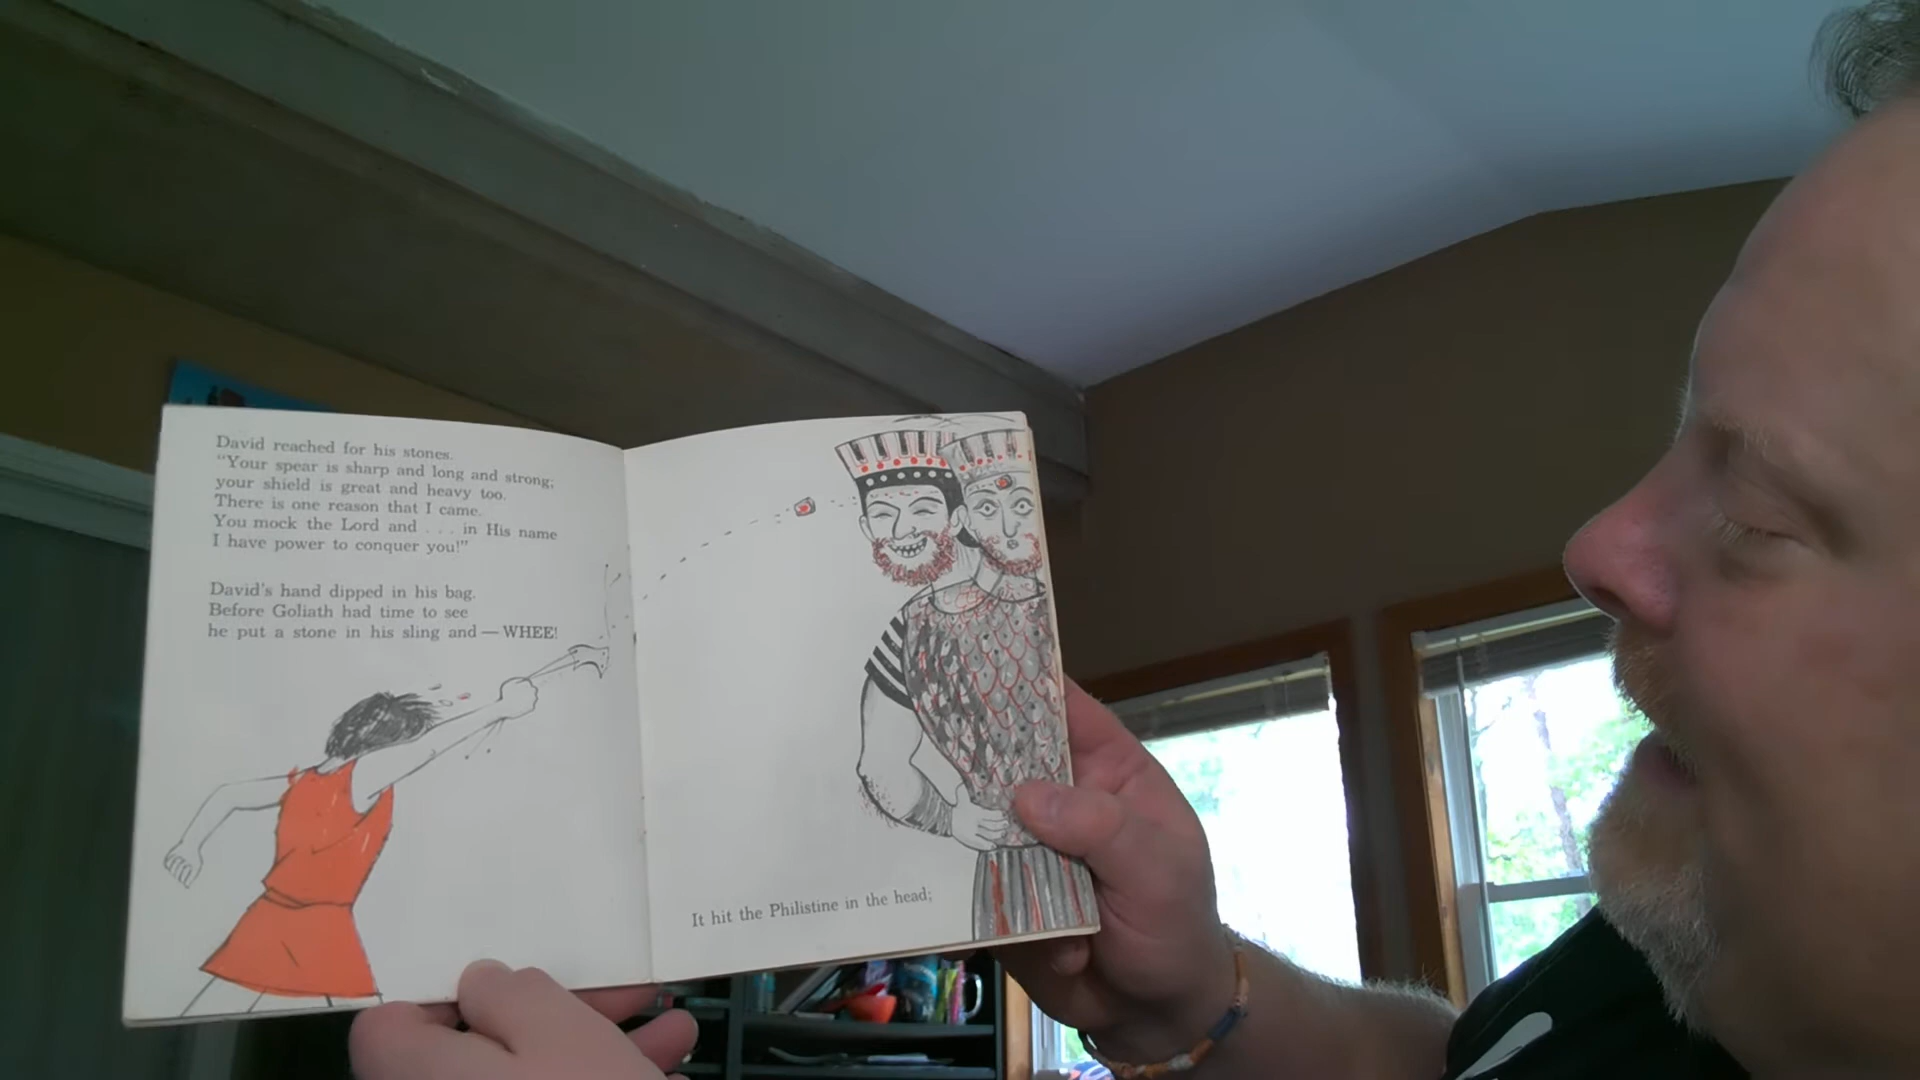 David reached for his stones.
"Your spear is sharp and long and strong;
your shield is great and heavy too.
There is one reason that I came.
You mock the Lord and . . . in His name
I have power to conquer you!"
David's hand dipped in his bag.
Before Goliath had time to see
he put a stone in his sling and — WHEE!
It hit the Philistine in the head;